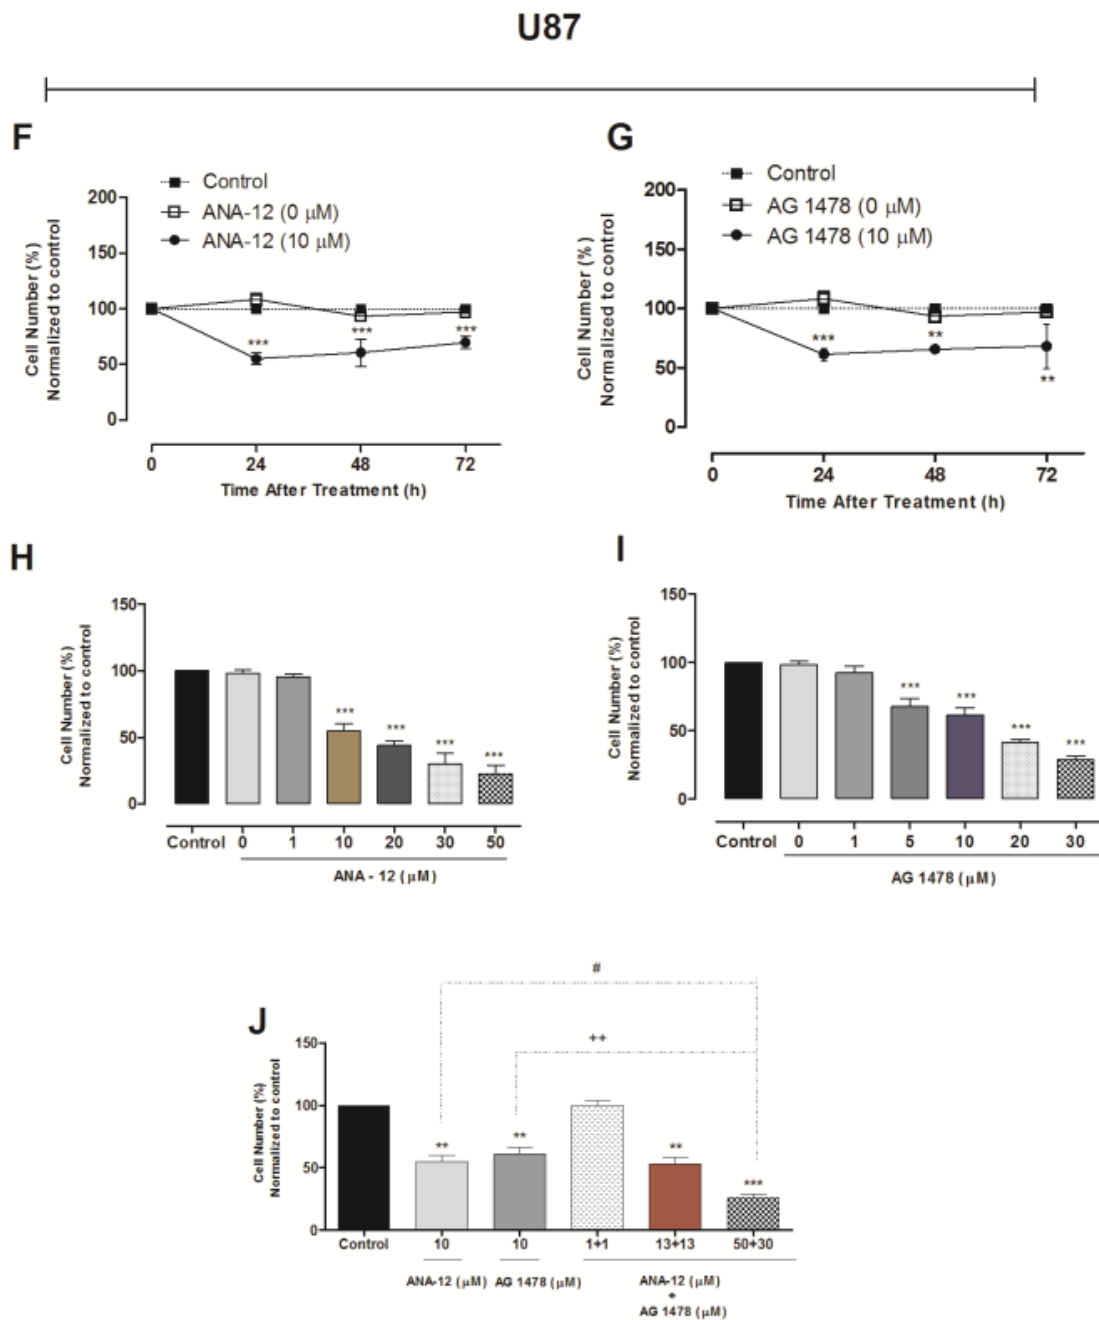 U87
F
Control
ANA-12 (0 μM)
ANA-12 (10 μM)
Cell Number (%)
Normalized to control
200
150
100
50
0
***
***
***
0 24 48 72
Time After Treatment (h)
G
Control
AG 1478 (0 μM)
AG 1478 (10 μM)
Cell Number (%)
Normalized to control
200
150
100
50
0
***
**
**
0 24 48 72
Time After Treatment (h)
H
Cell Number (%)
Normalized to control
150
100
50
0
*** *** *** ***
Control 0 1 10 20 30 50
ANA - 12 (μM)
I
Cell Number (%)
Normalized to control
150
100
50
0
*** *** *** ***
Control 0 1 5 10 20 30
AG 1478 (μM)
J
#
++
Cell Number (%)
Normalized to control
150
100
50
0
** ** ** ***
Control 10 10 1+1 13+13 50+30
ANA-12 (μM) AG 1478 (μM) ANA-12 (μM)
+
AG 1478 (μM)